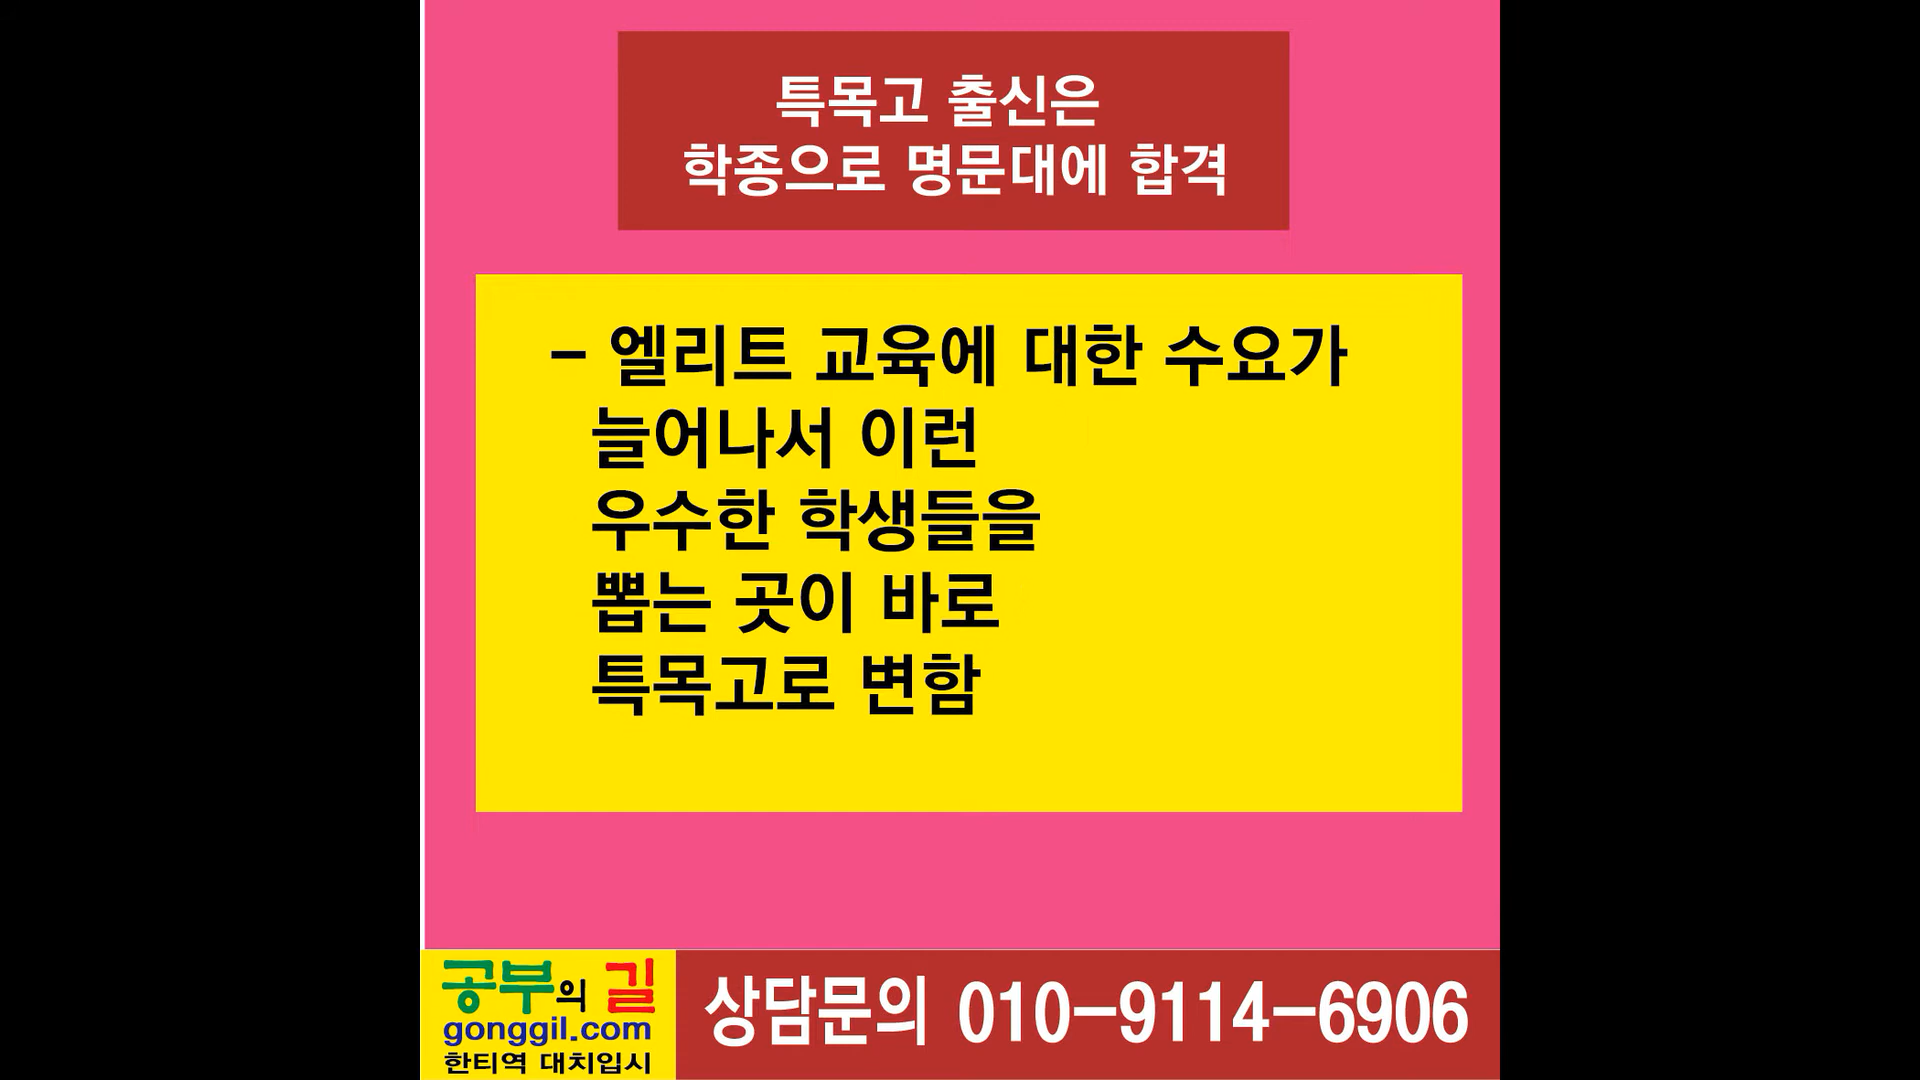 특목고 출신은
학종으로 명문대에 합격
- 엘리트 교육에 대한 수요가
늘어나서 이런
우수한 학생들을
뽑는 곳이 바로
특목고로 변함
공부의 길
gonggil.com
한티역 대치입시
상담문의 010-9114-6906